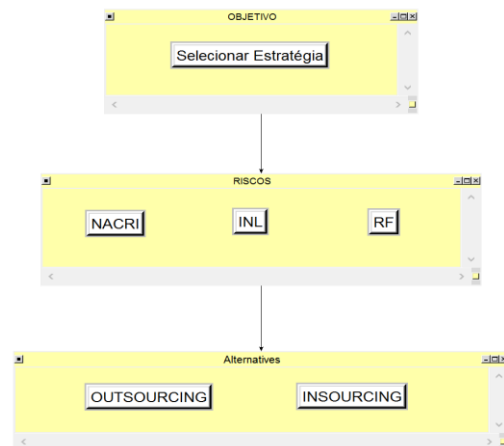 OBJETIVO
Selecionar Estratégia
RISCOS
NACRI INL RF
Alternatives
OUTSOURCING INSOURCING